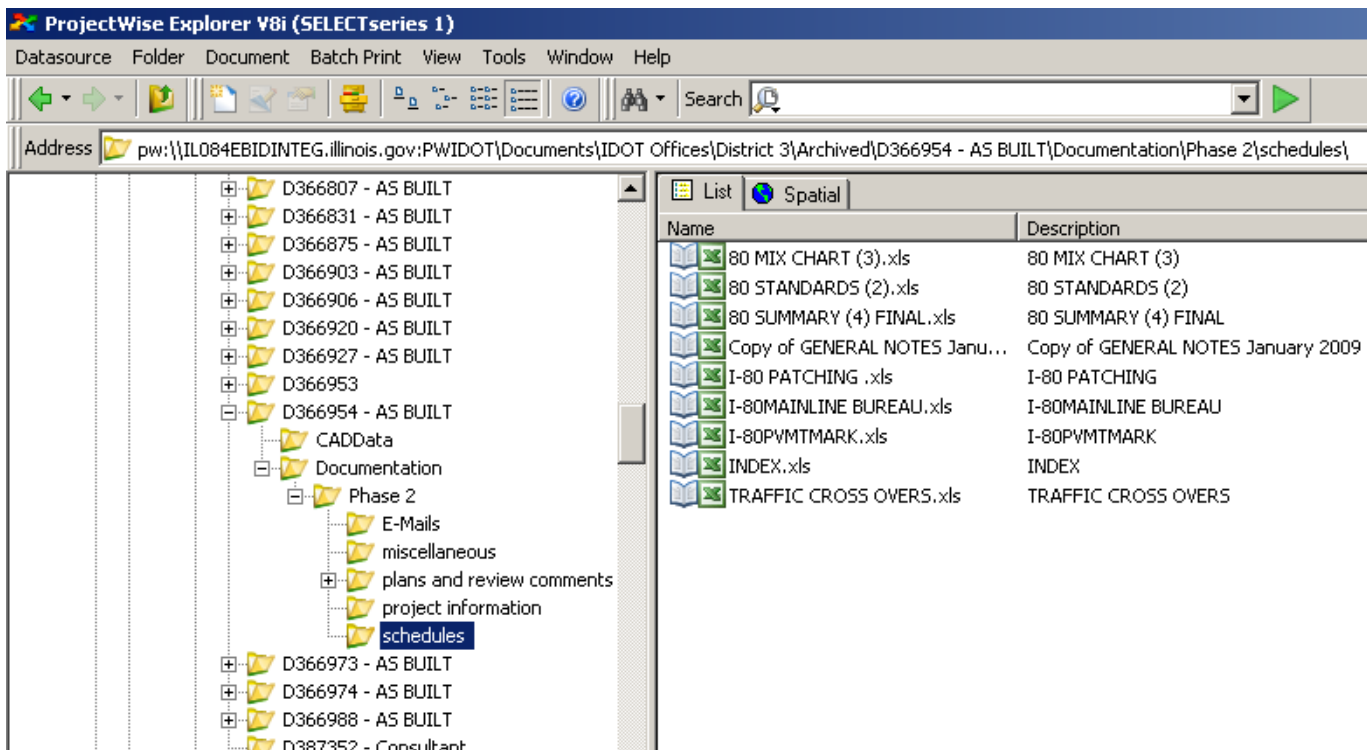 ProjectWise Explorer V8i (SELECTseries 1)
Datasource Folder Document Batch Print View Tools Window Help
Search
Address pw:\\IL084EBIDINTEG.illinois.gov:PWIDOT\Documents\IDOT Offices\District 3\Archived\D366954 - AS BUILT\Documentation\Phase 2\schedules\
D366807 - AS BUILT
D366831 - AS BUILT
D366875 - AS BUILT
D366903 - AS BUILT
D366906 - AS BUILT
D366920 - AS BUILT
D366927 - AS BUILT
D366953
D366954 - AS BUILT
CADData
Documentation
Phase 2
E-Mails
miscellaneous
plans and review comments
project information
schedules
D366973 - AS BUILT
D366974 - AS BUILT
D366988 - AS BUILT
D387352 - Consultant
List Spatial
Name Description
80 MIX CHART (3).xls 80 MIX CHART (3)
80 STANDARDS (2).xls 80 STANDARDS (2)
80 SUMMARY (4) FINAL.xls 80 SUMMARY (4) FINAL
Copy of GENERAL NOTES Janu... Copy of GENERAL NOTES January 2009
I-80 PATCHING .xls I-80 PATCHING
I-80MAINLINE BUREAU.xls I-80MAINLINE BUREAU
I-80PVMTMARK.xls I-80PVMTMARK
INDEX.xls INDEX
TRAFFIC CROSS OVERS.xls TRAFFIC CROSS OVERS